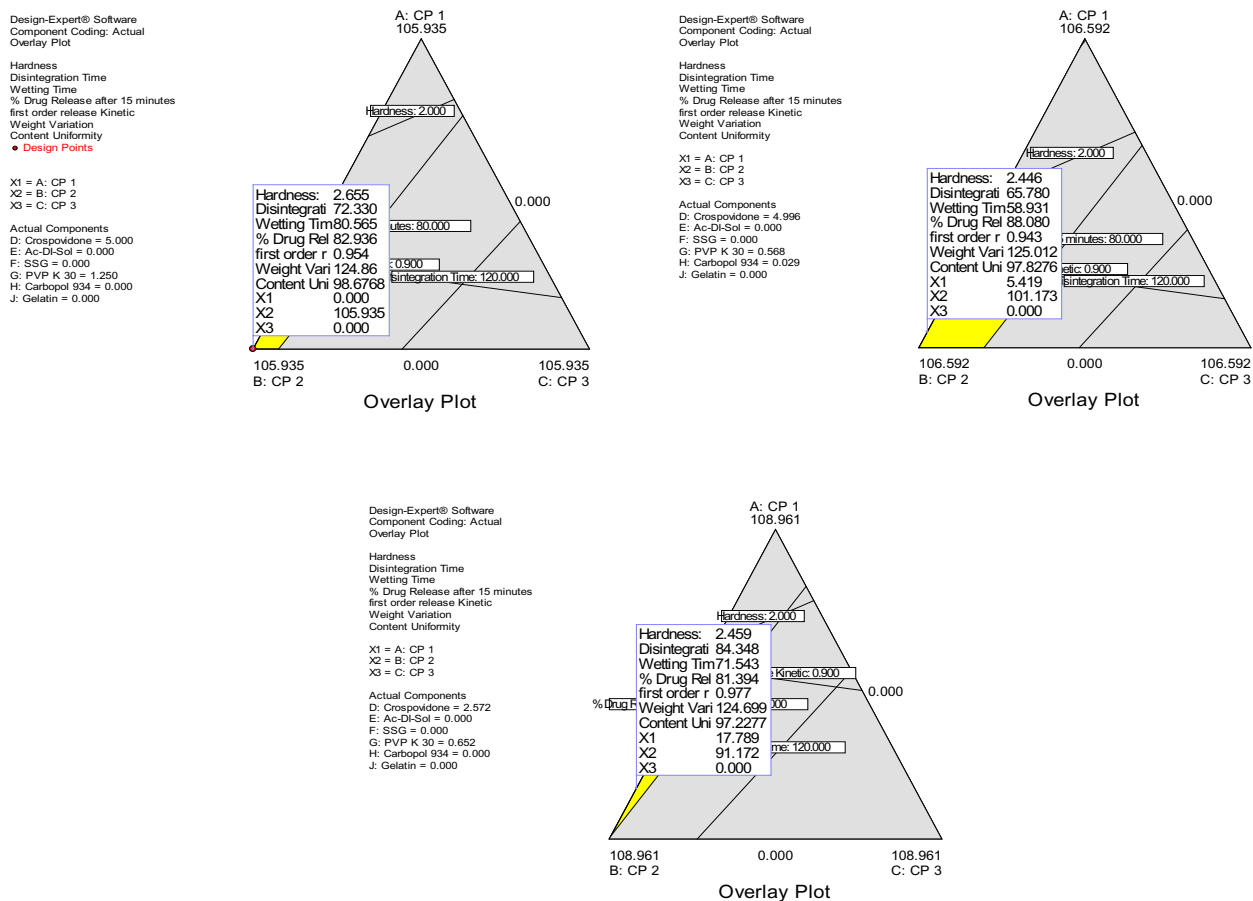 Design-Expert® Software
Component Coding: Actual
Overlay Plot
Hardness
Disintegration Time
Wetting Time
% Drug Release after 15 minutes
first order release Kinetic
Weight Variation
Content Uniformity
Design Points
X1 = A: CP 1
X2 = B: CP 2
X3 = C: CP 3
Actual Components
D: Crospovidone = 5.000
E: Ac-DI-Sol = 0.000
F: SSG = 0.000
G: PVP K 30 = 1.250
H: Carbopol 934 = 0.000
J: Gelatin = 0.000
A: CP 1
105.935
Hardness: 2.000
0.000
utes: 80.000
: 0.900
sintegration Time: 120.000
Hardness: 2.655
Disintegrati 72.330
Wetting Tim 80.565
% Drug Rel 82.936
first order r 0.954
Weight Vari 124.86
Content Uni 98.6768
X1 0.000
X2 105.935
X3 0.000
105.935 0.000 105.935
B: CP 2 C: CP 3
Overlay Plot
Design-Expert® Software
Component Coding: Actual
Overlay Plot
Hardness
Disintegration Time
Wetting Time
% Drug Release after 15 minutes
first order release Kinetic
Weight Variation
Content Uniformity
X1 = A: CP 1
X2 = B: CP 2
X3 = C: CP 3
Actual Components
D: Crospovidone = 4.996
E: Ac-DI-Sol = 0.000
F: SSG = 0.000
G: PVP K 30 = 0.568
H: Carbopol 934 = 0.029
J: Gelatin = 0.000
A: CP 1
106.592
Hardness: 2.000
0.000
minutes: 80.000
netic: 0.900
isintegration Time: 120.000
Hardness: 2.446
Disintegrati 65.780
Wetting Tim 58.931
% Drug Rel 88.080
first order r 0.943
Weight Vari 125.012
Content Uni 97.8276
X1 5.419
X2 101.173
X3 0.000
106.592 0.000 106.592
B: CP 2 C: CP 3
Overlay Plot
Design-Expert® Software
Component Coding: Actual
Overlay Plot
Hardness
Disintegration Time
Wetting Time
% Drug Release after 15 minutes
first order release Kinetic
Weight Variation
Content Uniformity
X1 = A: CP 1
X2 = B: CP 2
X3 = C: CP 3
Actual Components
D: Crospovidone = 2.572
E: Ac-DI-Sol = 0.000
F: SSG = 0.000
G: PVP K 30 = 0.652
H: Carbopol 934 = 0.000
J: Gelatin = 0.000
A: CP 1
108.961
Hardness: 2.000
Kinetic: 0.900
0.000
% Drug
me: 120.000
Hardness: 2.459
Disintegrati 84.348
Wetting Tim 71.543
% Drug Rel 81.394
first order r 0.977
Weight Vari 124.699
Content Uni 97.2277
X1 17.789
X2 91.172
X3 0.000
108.961 0.000 108.961
B: CP 2 C: CP 3
Overlay Plot